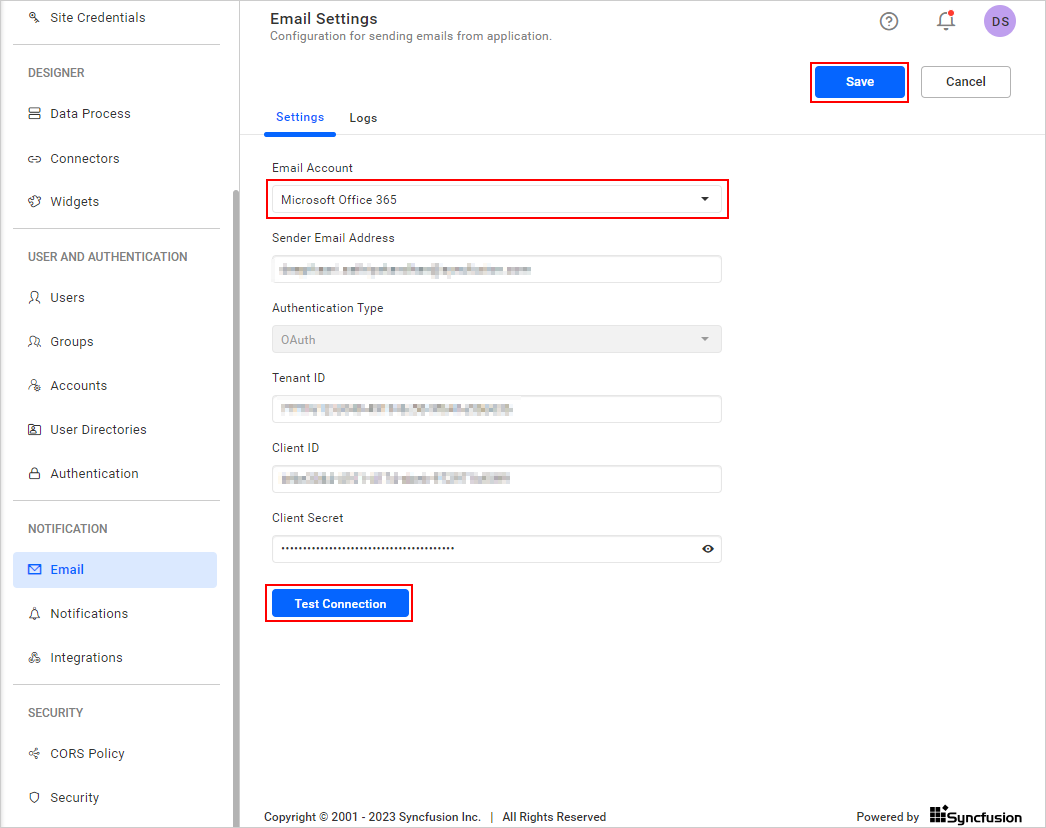 Site Credentials
DESIGNER
Data Process
Connectors
Widgets
USER AND AUTHENTICATION
Users
Groups
Accounts
User Directories
Authentication
NOTIFICATION
Email
Notifications
Integrations
SECURITY
CORS Policy
Security
Email Settings
Configuration for sending emails from application.
DS
Save
Cancel
Settings
Logs
Email Account
Microsoft Office 365
Sender Email Address
Authentication Type
OAuth
Tenant ID
Client ID
Client Secret
Test Connection
Copyright © 2001 - 2023 Syncfusion Inc. | All Rights Reserved
Powered by Syncfusion